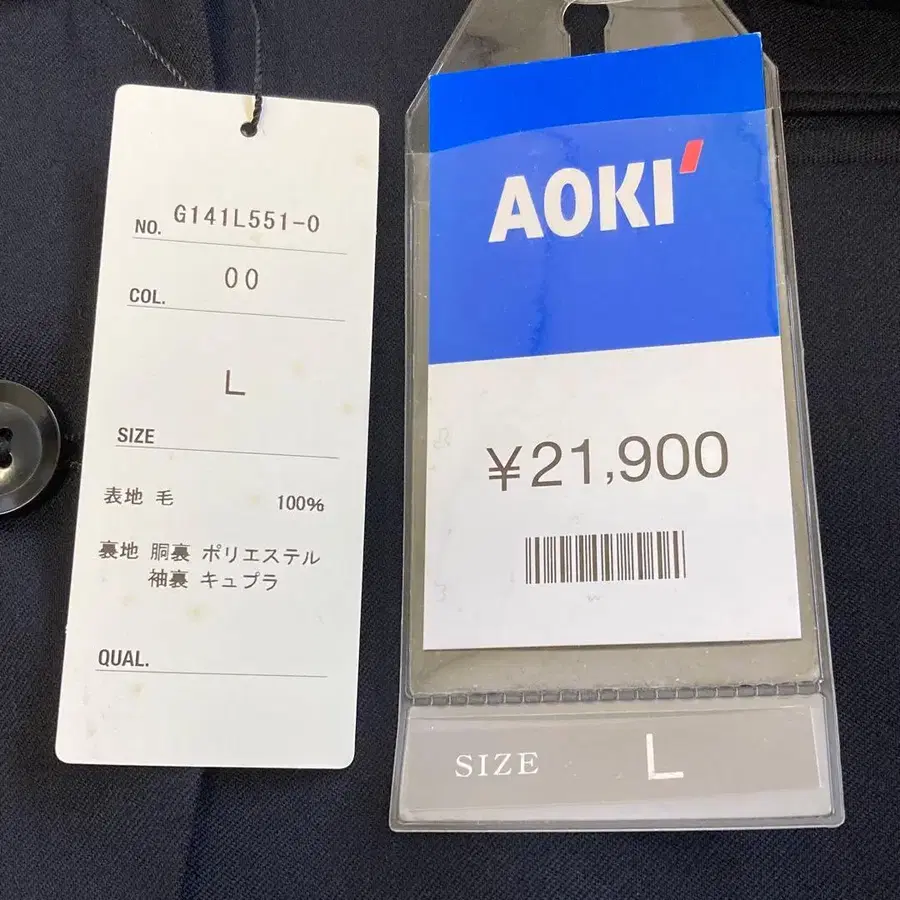 NO. G141L551-0
COL. 00
L
SIZE
表地 毛 100%
裏地 胴裏 ポリエステル
袖裏 キュプラ
QUAL.
AOKI
¥21,900
SIZE L